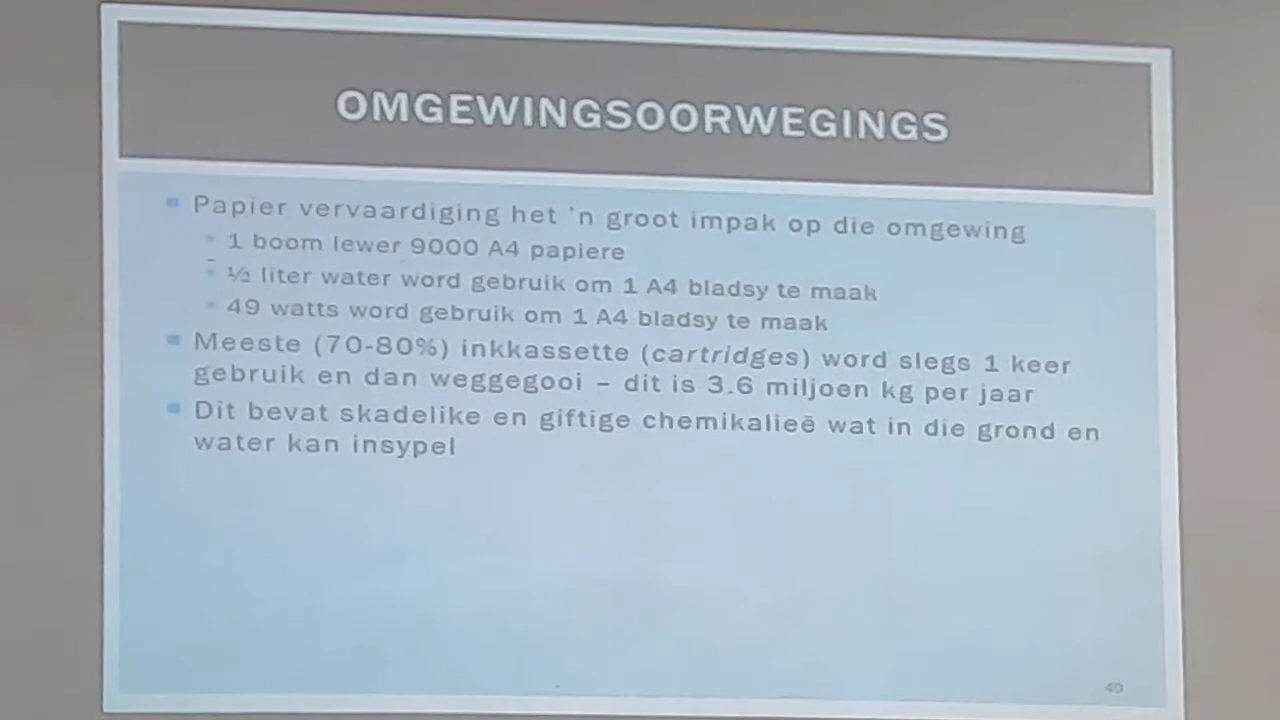 OMGEWINGSOORWEGINGS
Papier vervaardiging het 'n groot impak op die omgewing
1 boom lewer 9000 A4 papiere
½ liter water word gebruik om 1 A4 bladsy te maak
49 watts word gebruik om 1 A4 bladsy te maak
Meeste (70-80%) inkkassette (cartridges) word slegs 1 keer
gebruik en dan weggegooi – dit is 3.6 miljoen kg per jaar
Dit bevat skadelike en giftige chemikalieë wat in die grond en
water kan insypel
49